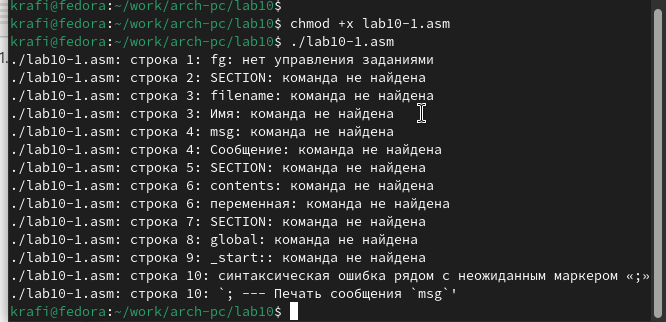 krafi@fedora:~/work/arch-pc/lab10$
krafi@fedora:~/work/arch-pc/lab10$ chmod +x lab10-1.asm
krafi@fedora:~/work/arch-pc/lab10$ ./lab10-1.asm
./lab10-1.asm: строка 1: fg: нет управления заданиями
./lab10-1.asm: строка 2: SECTION: команда не найдена
./lab10-1.asm: строка 3: filename: команда не найдена
./lab10-1.asm: строка 3: Имя: команда не найдена
./lab10-1.asm: строка 4: msg: команда не найдена
./lab10-1.asm: строка 4: Сообщение: команда не найдена
./lab10-1.asm: строка 5: SECTION: команда не найдена
./lab10-1.asm: строка 6: contents: команда не найдена
./lab10-1.asm: строка 6: переменная: команда не найдена
./lab10-1.asm: строка 7: SECTION: команда не найдена
./lab10-1.asm: строка 8: global: команда не найдена
./lab10-1.asm: строка 9: _start:: команда не найдена
./lab10-1.asm: строка 10: синтаксическая ошибка рядом с неожиданным маркером «;»
./lab10-1.asm: строка 10: `; --- Печать сообщения `msg`'
krafi@fedora:~/work/arch-pc/lab10$